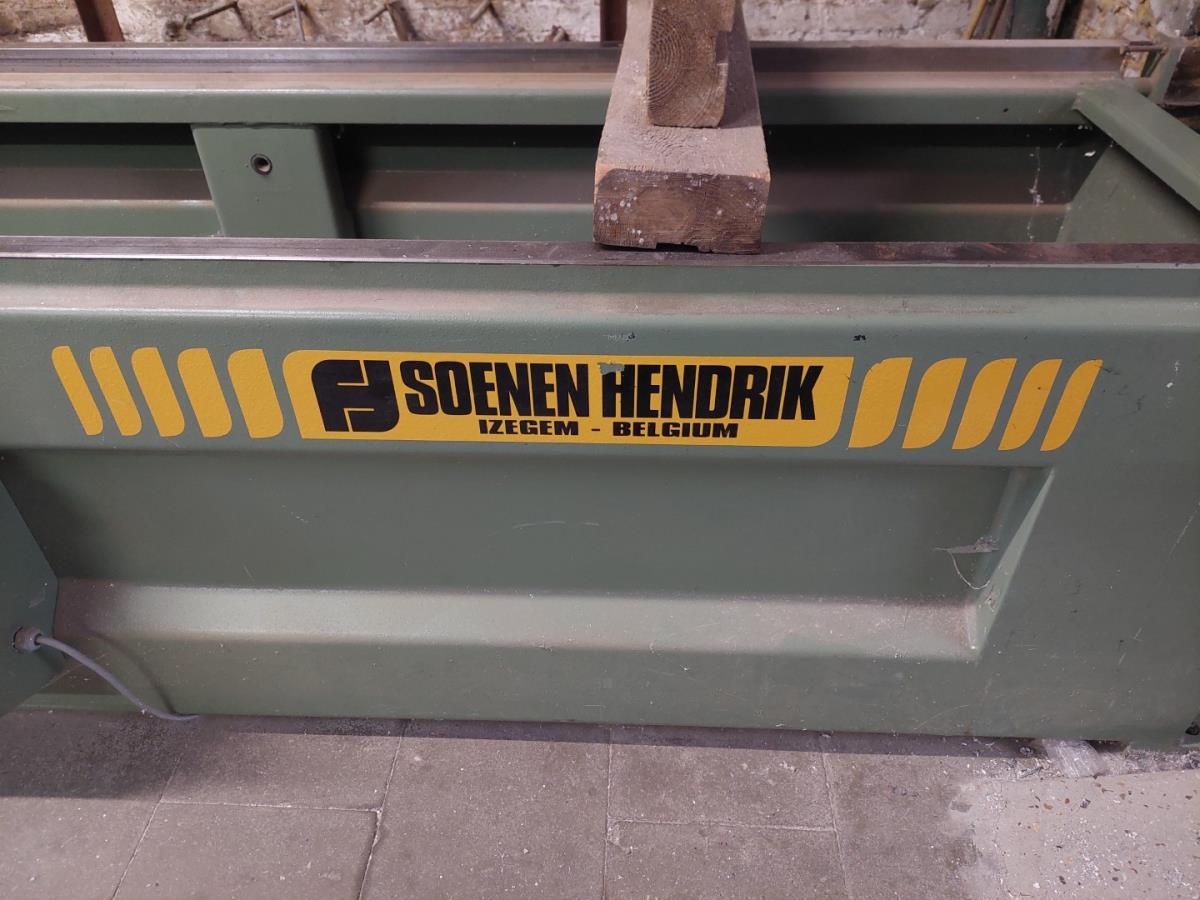 SOENEN HENDRIK
IZEGEM - BELGIUM